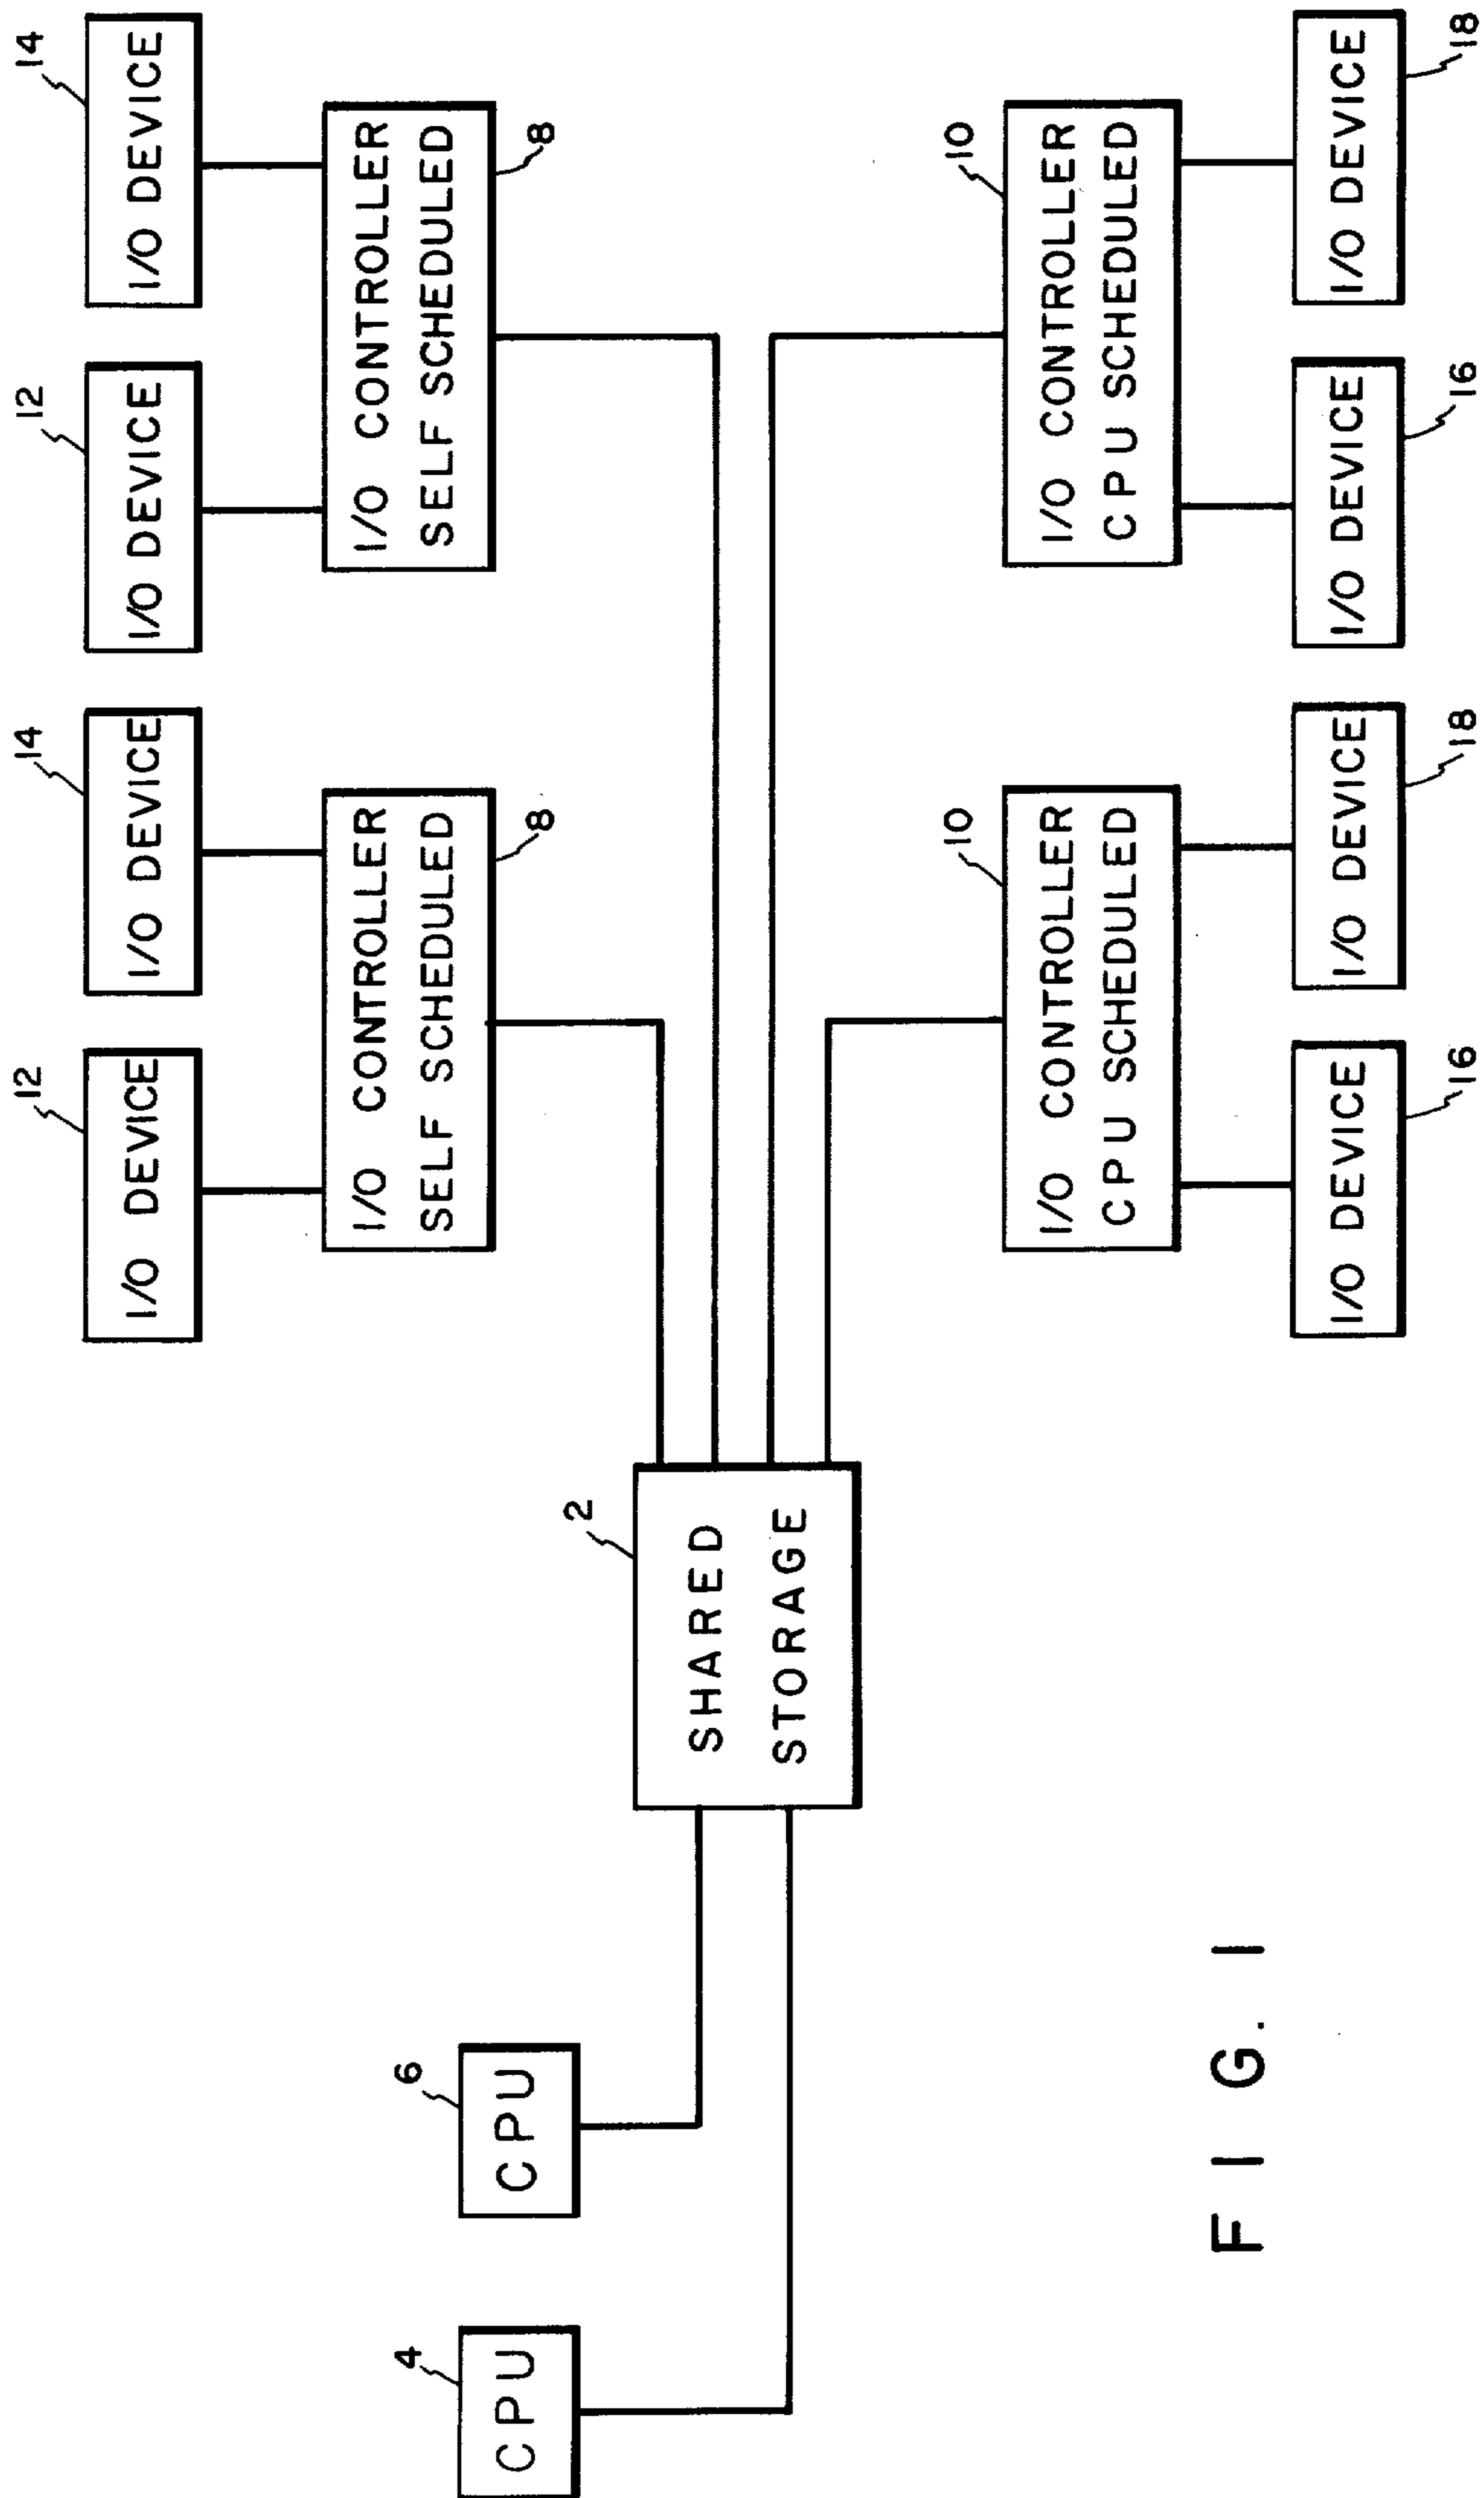 12
14
12
14
I/O DEVICE
I/O DEVICE
I/O DEVICE
I/O DEVICE
I/O CONTROLLER
SELF SCHEDULED
8
I/O CONTROLLER
SELF SCHEDULED
8
4
CPU
6
CPU
2
SHARED
STORAGE
10
I/O CONTROLLER
CPU SCHEDULED
10
I/O CONTROLLER
CPU SCHEDULED
I/O DEVICE
I/O DEVICE
I/O DEVICE
I/O DEVICE
16
18
16
18
FIG. 1